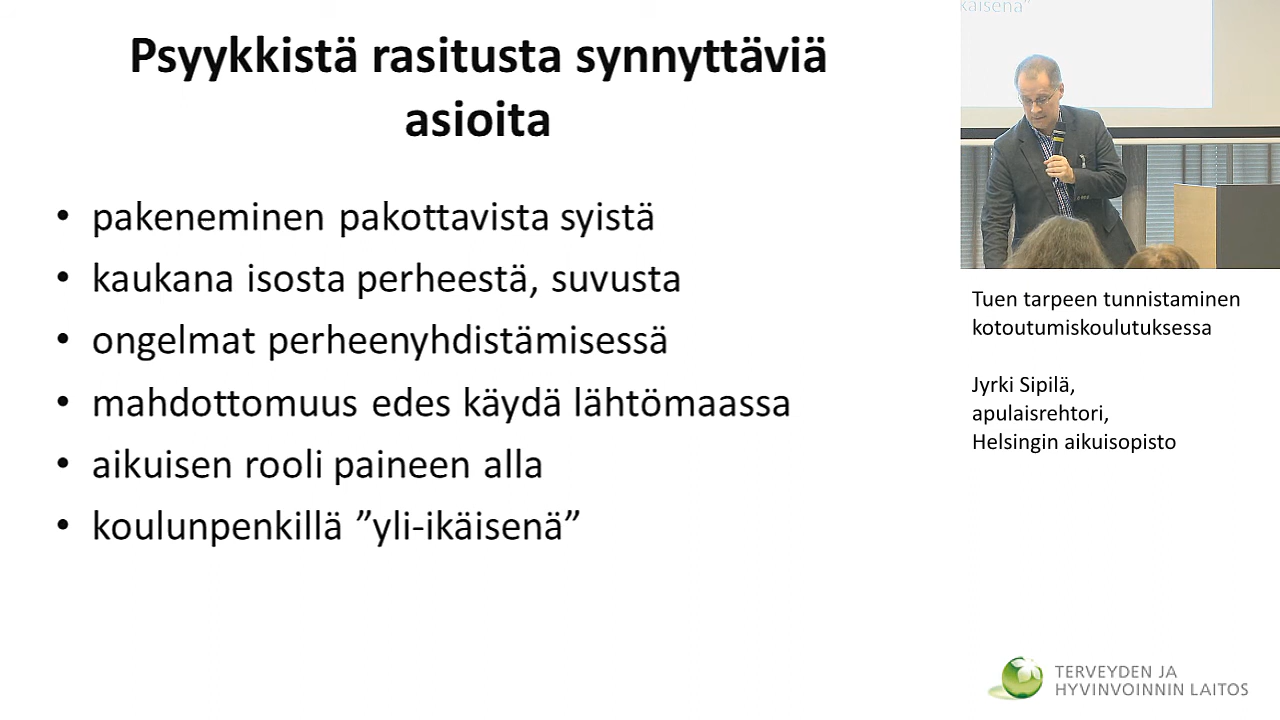 Psyykkistä rasitusta synnyttäviä
asioita
• pakeneminen pakottavista syistä
• kaukana isosta perheestä, suvusta
• ongelmat perheenyhdistämisessä
• mahdottomuus edes käydä lähtömaassa
• aikuisen rooli paineen alla
• koulunpenkillä ”yli-ikäisenä”
käisenä”
Tuen tarpeen tunnistaminen
kotoutumiskoulutuksessa
Jyrki Sipilä,
apulaisrehtori,
Helsingin aikuisopisto
TERVEYDEN JA
HYVINVOINNIN LAITOS